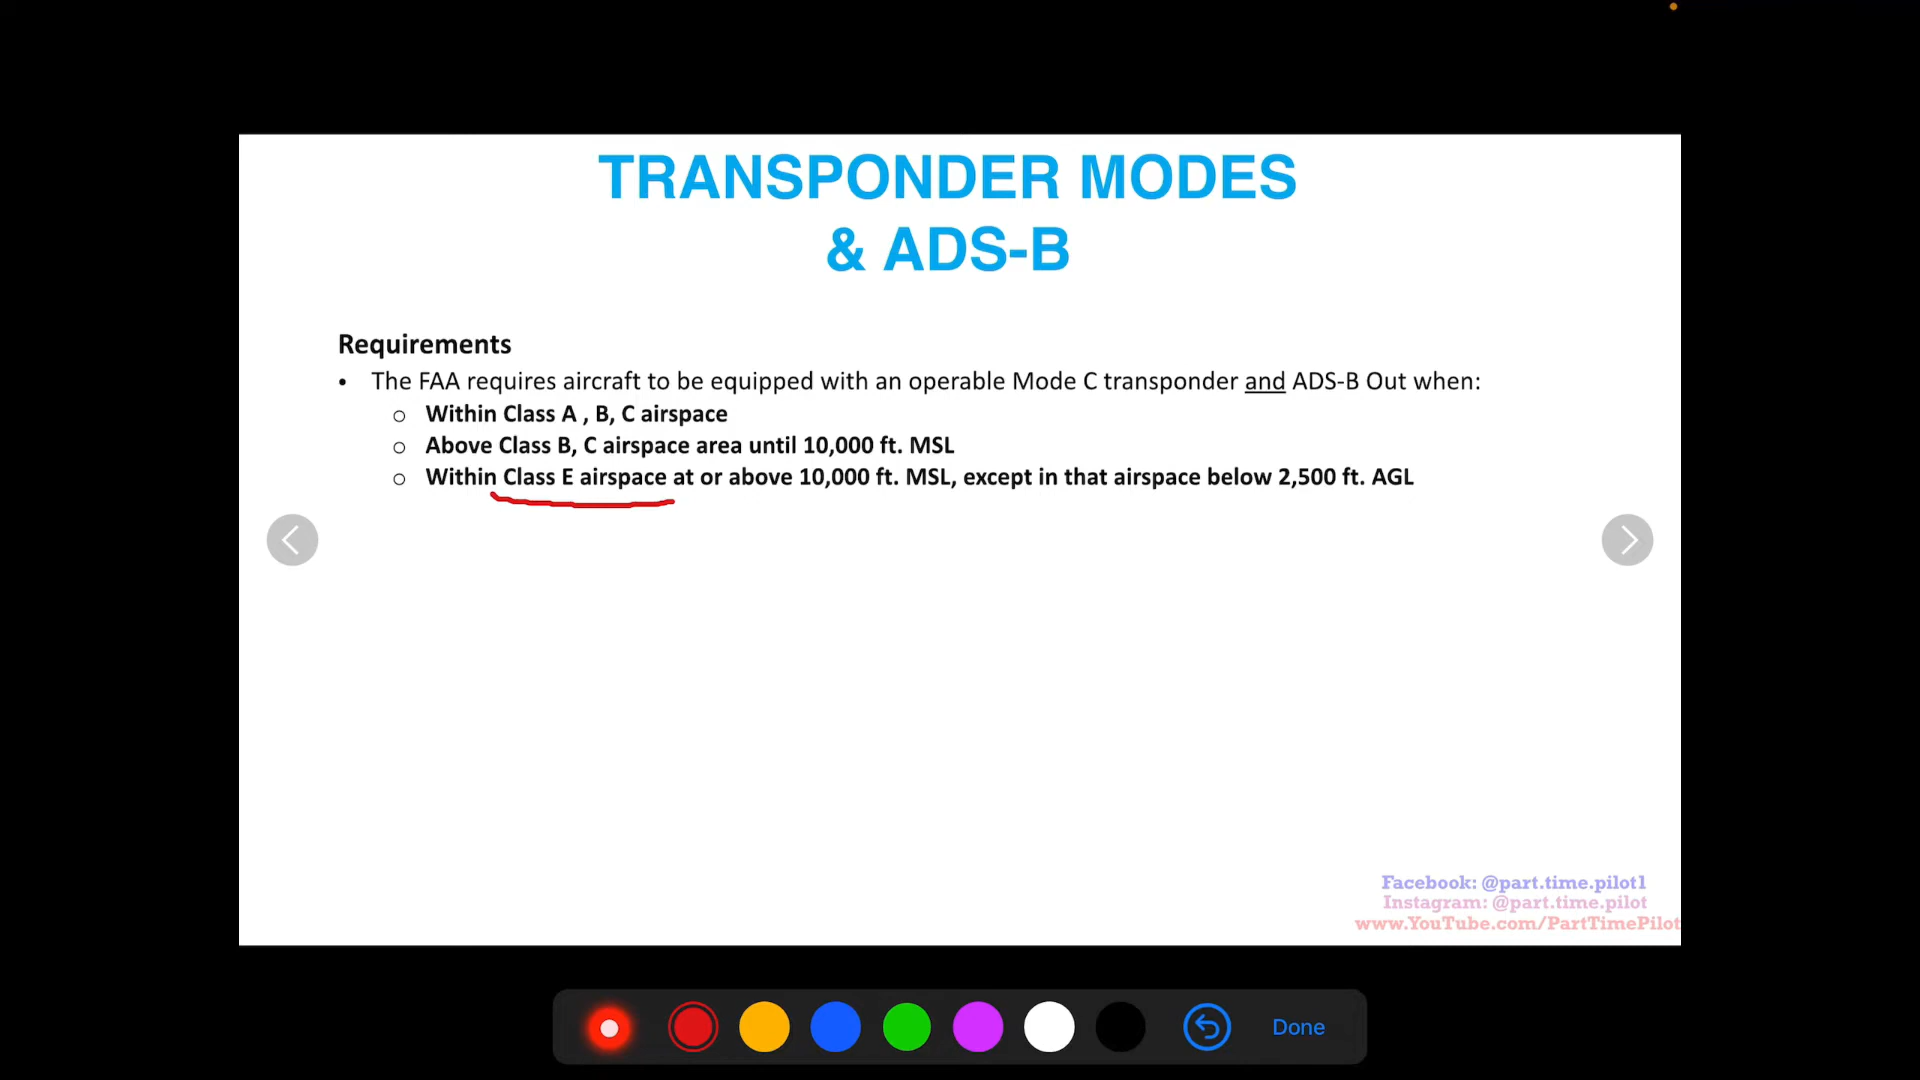 TRANSPONDER MODES
& ADS-B
Requirements
• The FAA requires aircraft to be equipped with an operable Mode C transponder and ADS-B Out when:
o Within Class A , B, C airspace
o Above Class B, C airspace area until 10,000 ft. MSL
o Within Class E airspace at or above 10,000 ft. MSL, except in that airspace below 2,500 ft. AGL
Facebook: @part.time.pilot1
Instagram: @part.time.pilot
www.YouTube.com/PartTimePilot
Done